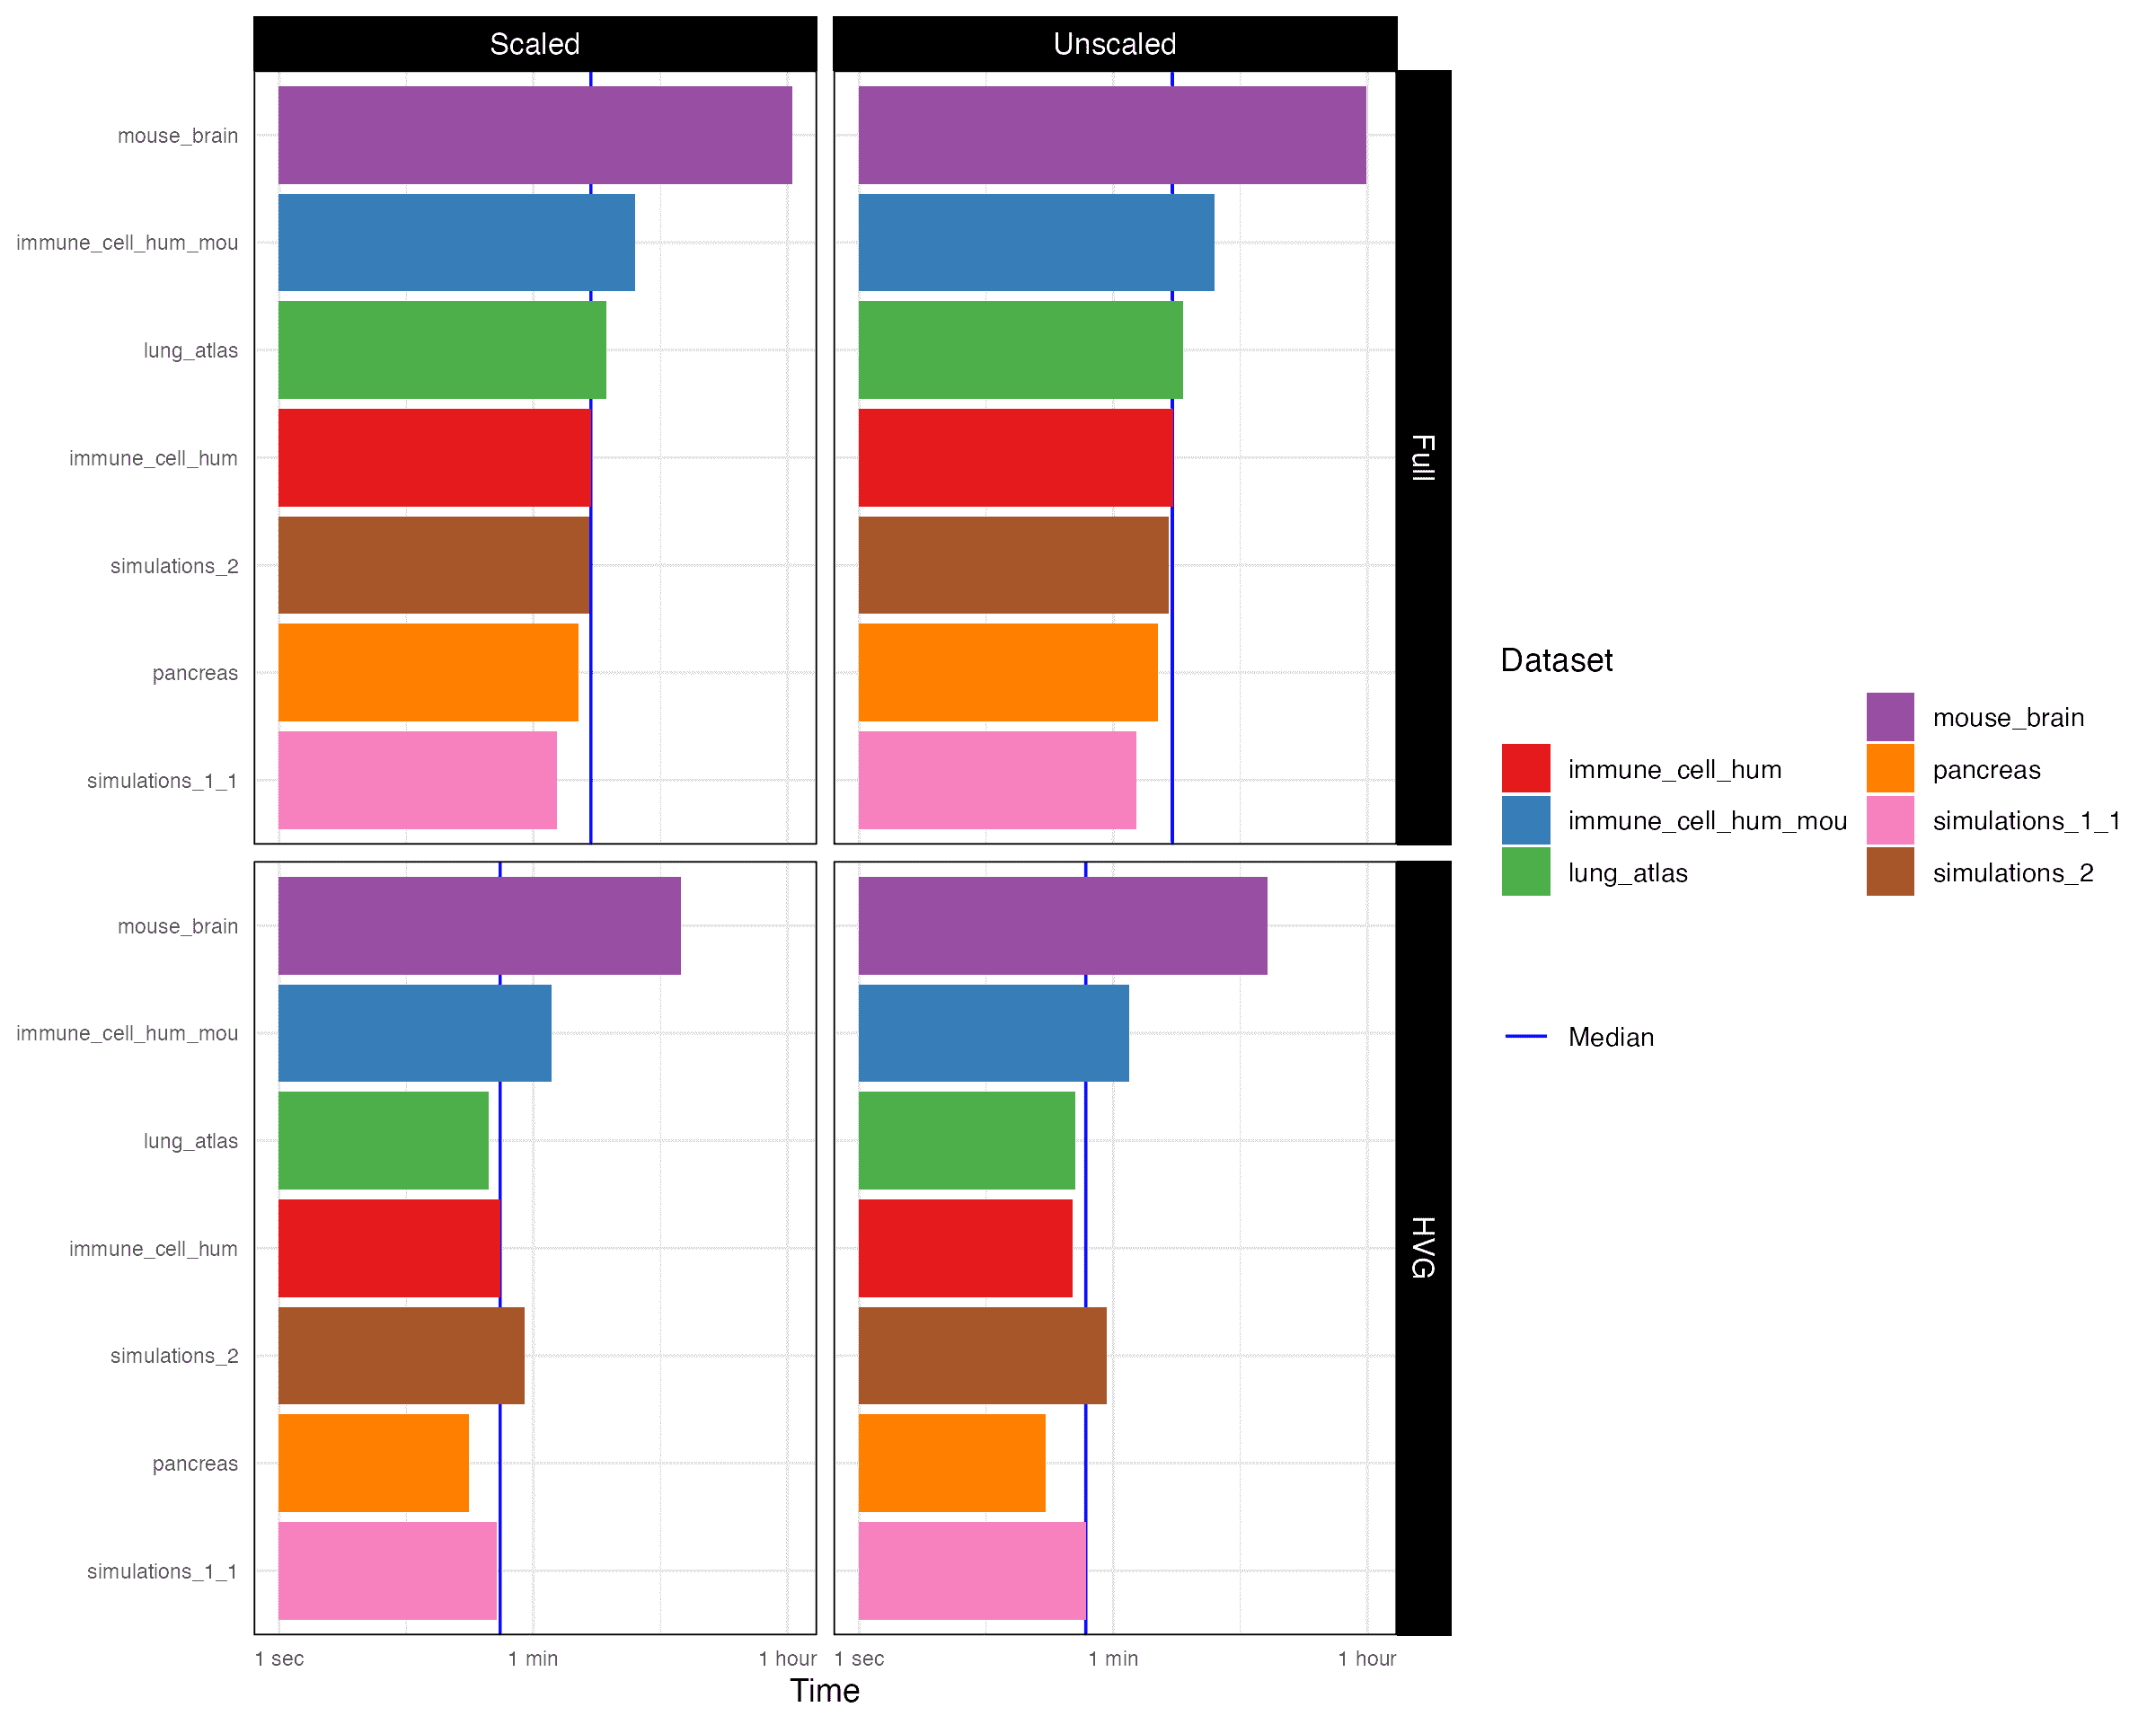 Scaled
Unscaled
mouse_brain
immune_cell_hum_mou
lung_atlas
immune_cell_hum
simulations_2
pancreas
simulations_1_1
Full
mouse_brain
immune_cell_hum_mou
lung_atlas
immune_cell_hum
simulations_2
pancreas
simulations_1_1
HVG
1 sec
1 min
1 hour
1 sec
1 min
1 hour
Time
Dataset
immune_cell_hum
immune_cell_hum_mou
lung_atlas
mouse_brain
pancreas
simulations_1_1
simulations_2
Median